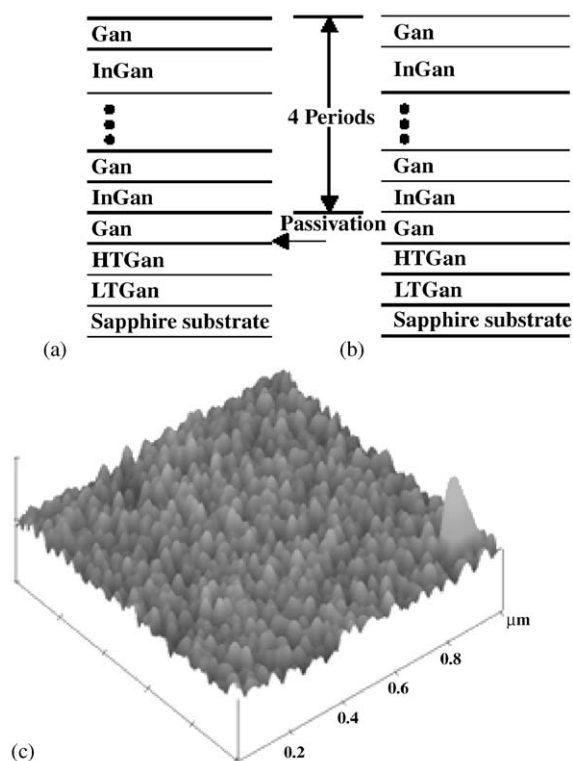 Gan
InGan
Gan
InGan
Gan
HTGan
LTGan
Sapphire substrate
(a)
4 Periods
Passivation
Gan
InGan
Gan
InGan
Gan
HTGan
LTGan
Sapphire substrate
(b)
μm
0.8
0.6
0.4
0.2
(c)